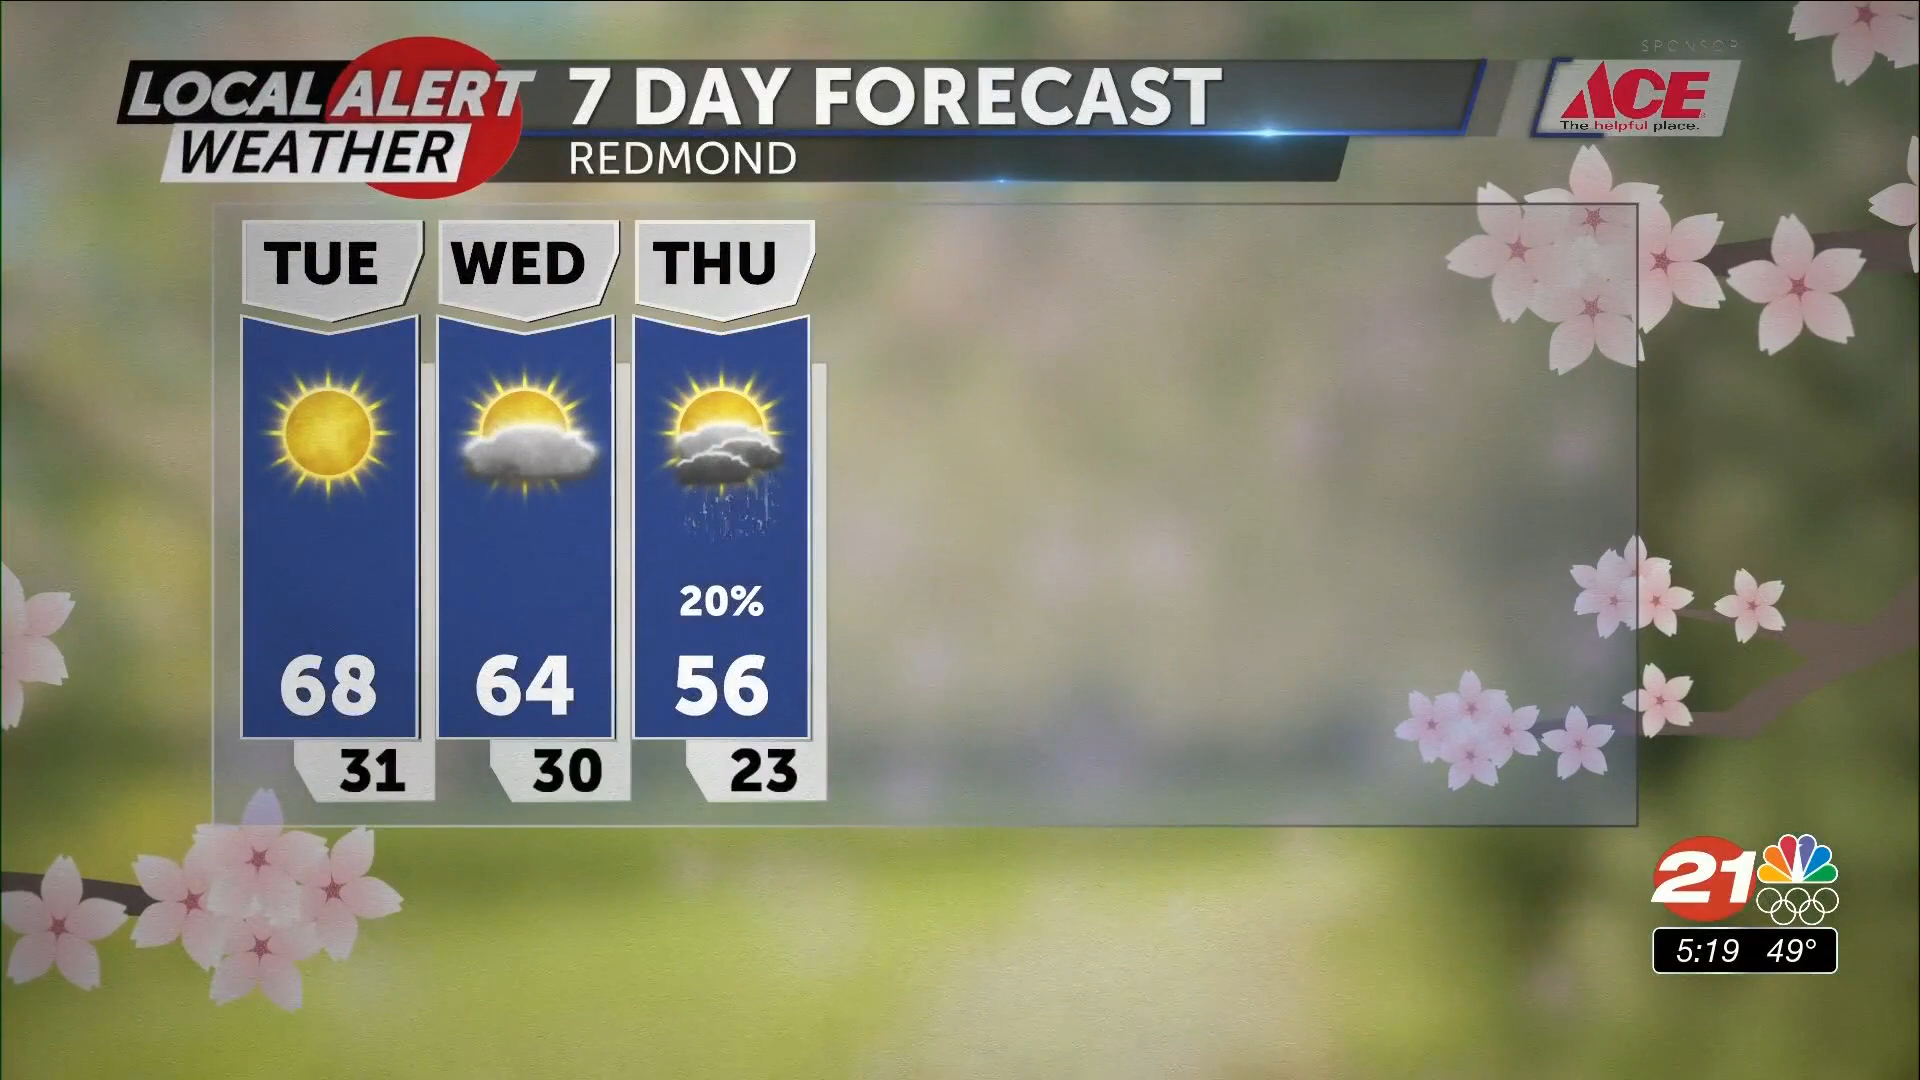 LOCAL ALERT
WEATHER
7 DAY FORECAST
REDMOND
SPONSOR
ACE
The helpful place.
TUE WED THU
20%
68 64 56
31 30 23
21
5:19 49°